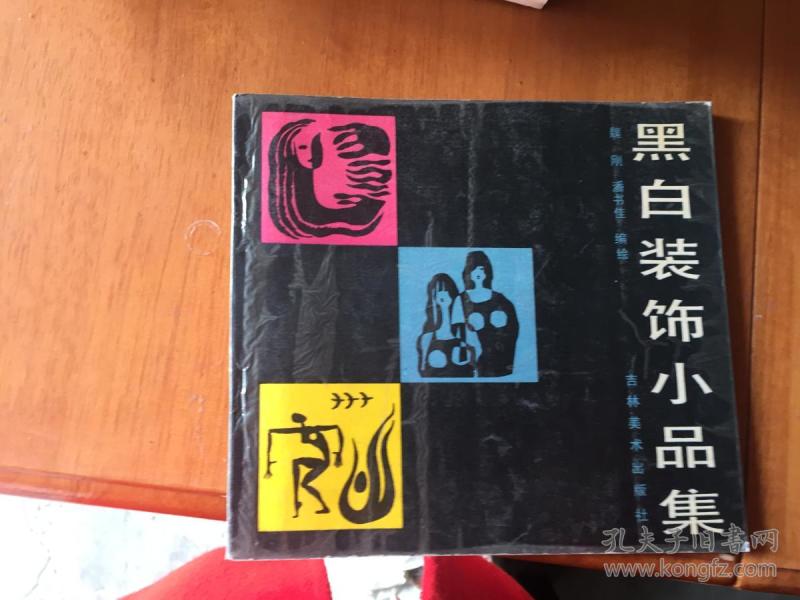 黑白装饰小品集
刚 潘书佳 编绘
吉林美术出版社
孔夫子旧书网
www.kongfz.com